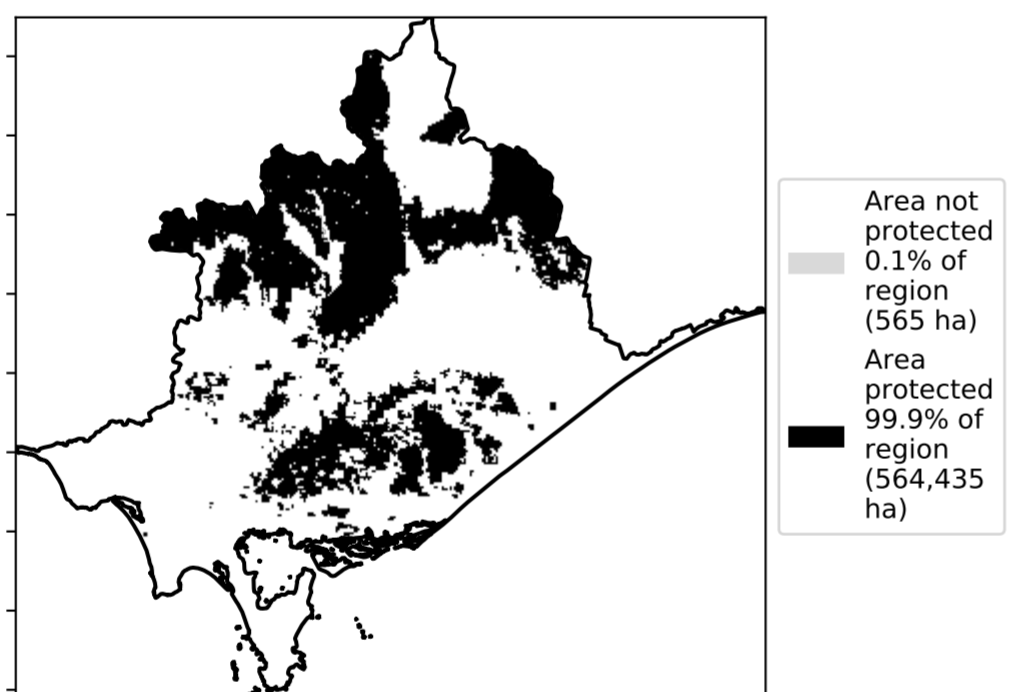 Area not
protected
0.1% of
region
(565 ha)
Area
protected
99.9% of
region
(564,435
ha)